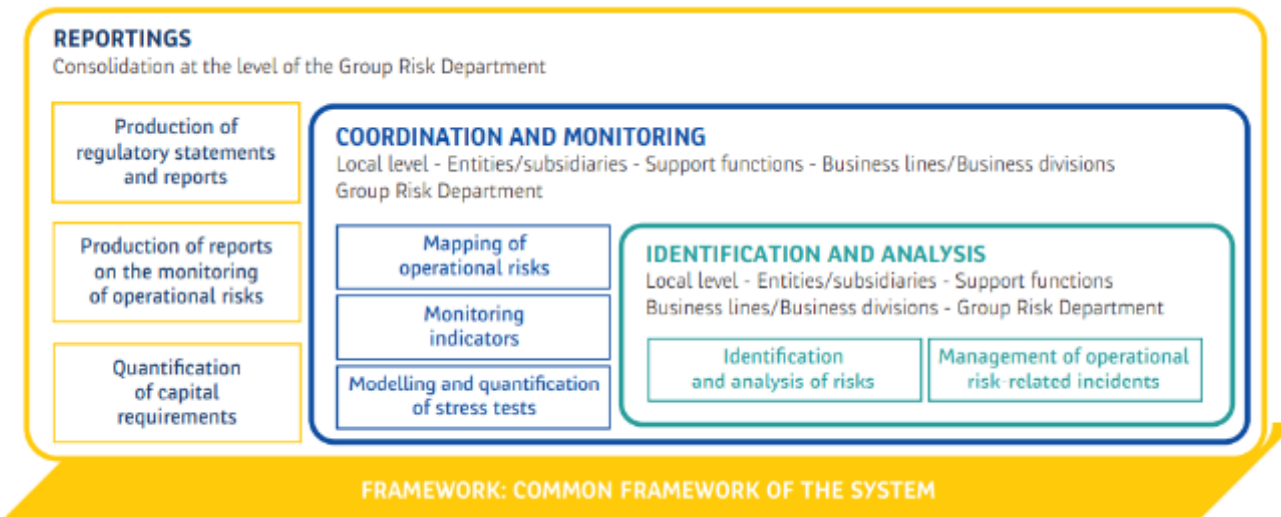 REPORTINGS
Consolidation at the level of the Group Risk Department
Production of
regulatory statements
and reports
Production of reports
on the monitoring
of operational risks
Quantification
of capital
requirements
COORDINATION AND MONITORING
Local level - Entities/subsidiaries - Support functions - Business lines/Business divisions
Group Risk Department
Mapping of
operational risks
Monitoring
indicators
Modelling and quantification
of stress tests
IDENTIFICATION AND ANALYSIS
Local level - Entities/subsidiaries - Support functions
Business lines/Business divisions - Group Risk Department
Identification
and analysis of risks
Management of operational
risk-related incidents
FRAMEWORK: COMMON FRAMEWORK OF THE SYSTEM